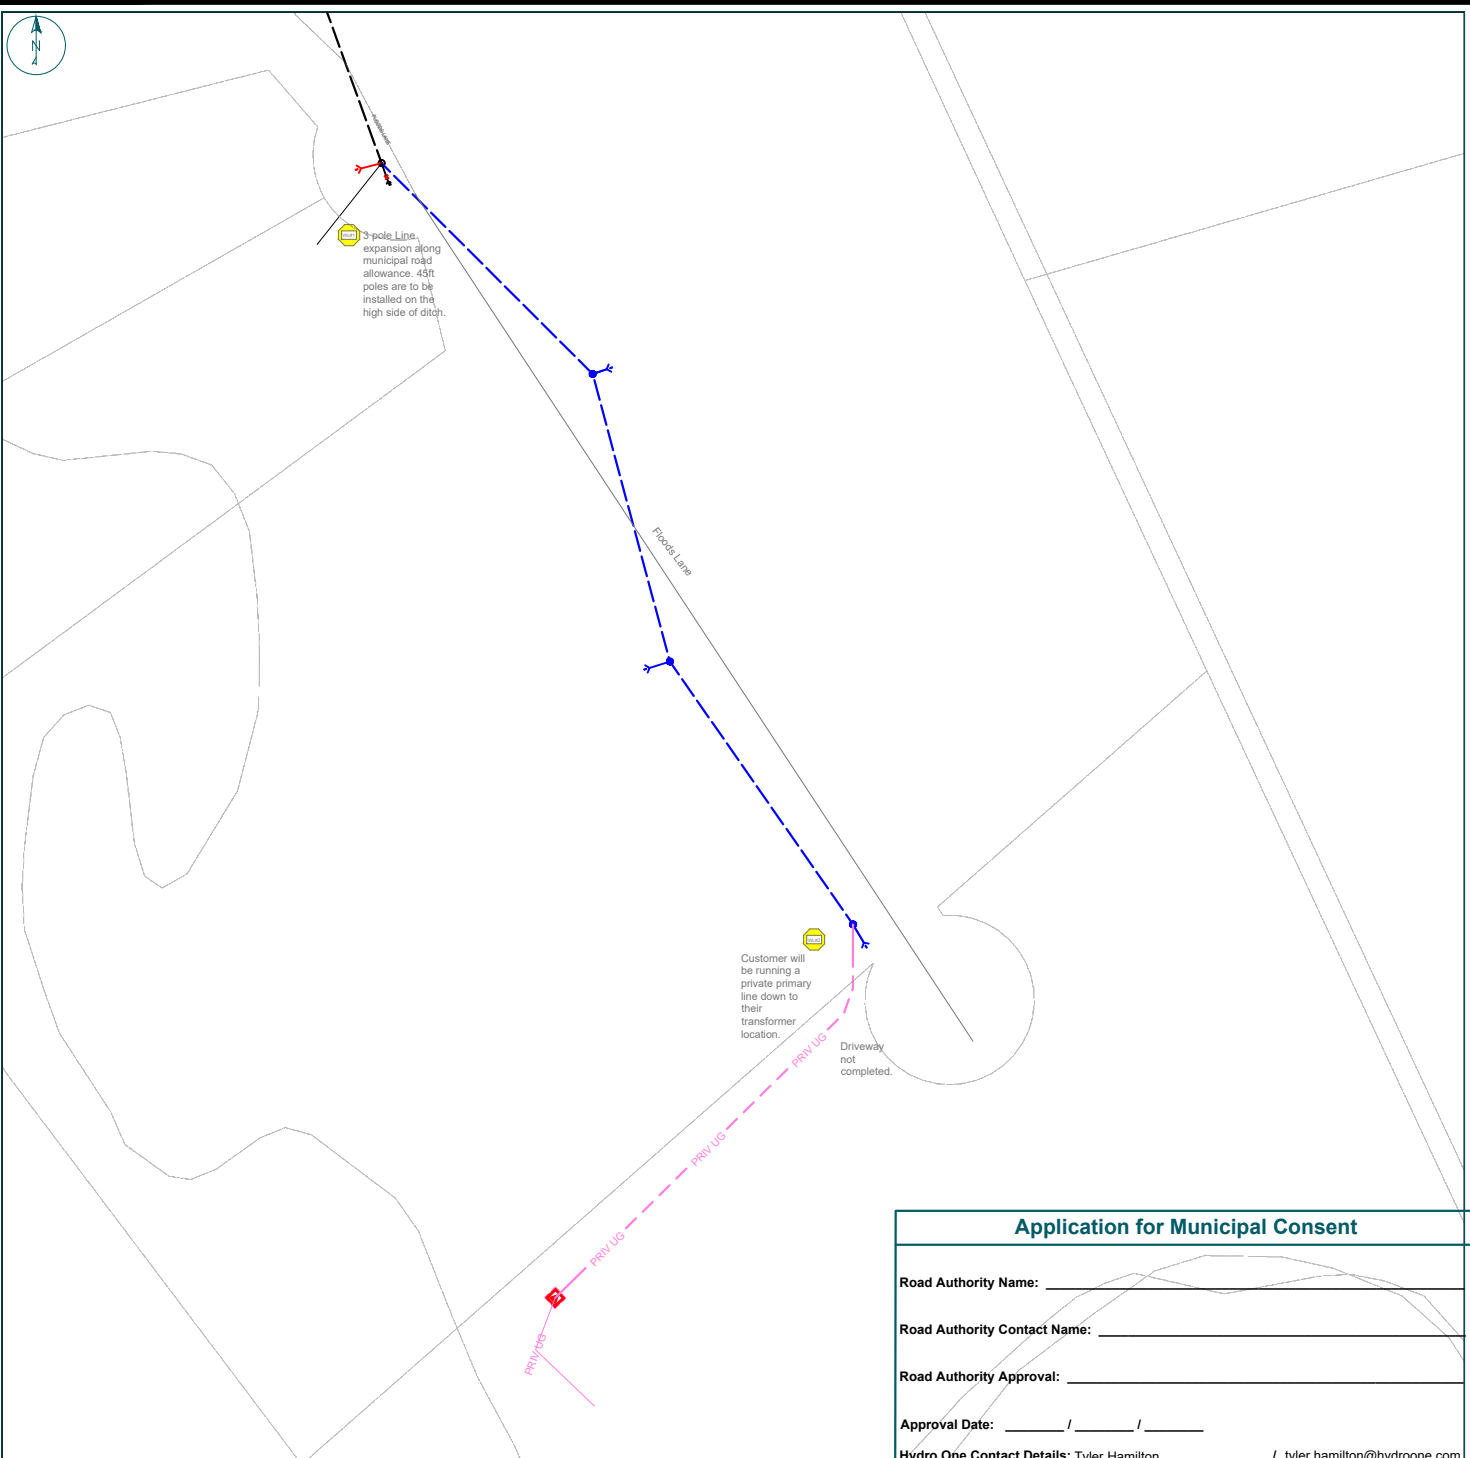 N
3 pole Line
expansion along
municipal road
allowance. 45ft
poles are to be
installed on the
high side of ditch.
Floods Lane
Customer will
be running a
private primary
line down to
their
transformer
location.
Driveway
not
completed.
PRIV UG
PRIV UG
PRIV UG
PRIV UG
Application for Municipal Consent
Road Authority Name:
Road Authority Contact Name:
Road Authority Approval:
Approval Date: / /
Hydro One Contact Details: Tyler Hamilton / tyler.hamilton@hydroone.com